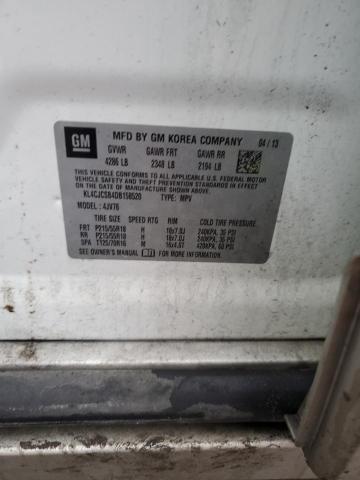 GM
MFD BY GM KOREA COMPANY 04/13
GVWR GAWR FRT GAWR RR
4286 LB 2348 LB 2194 LB
THIS VEHICLE CONFORMS TO ALL APPLICABLE U.S. FEDERAL
MOTOR VEHICLE SAFETY AND THEFT PREVENTION
STANDARDS IN EFFECT ON
THE DATE OF MANUFACTURE SHOWN ABOVE.
KL4CJCSB4DB158520 TYPE: MPV
MODEL: 4JV76
TIRE SIZE SPEED RTG RIM COLD TIRE PRESSURE
FRT P215/55R18 H 18x7.0J 240KPA, 35 PSI
RR P215/55R18 H 18x7.0J 240KPA, 35 PSI
SPA T125/70R16 M 16x4.0T 420KPA, 60 PSI
SEE OWNER'S MANUAL FOR ADDITIONAL INFORMATION